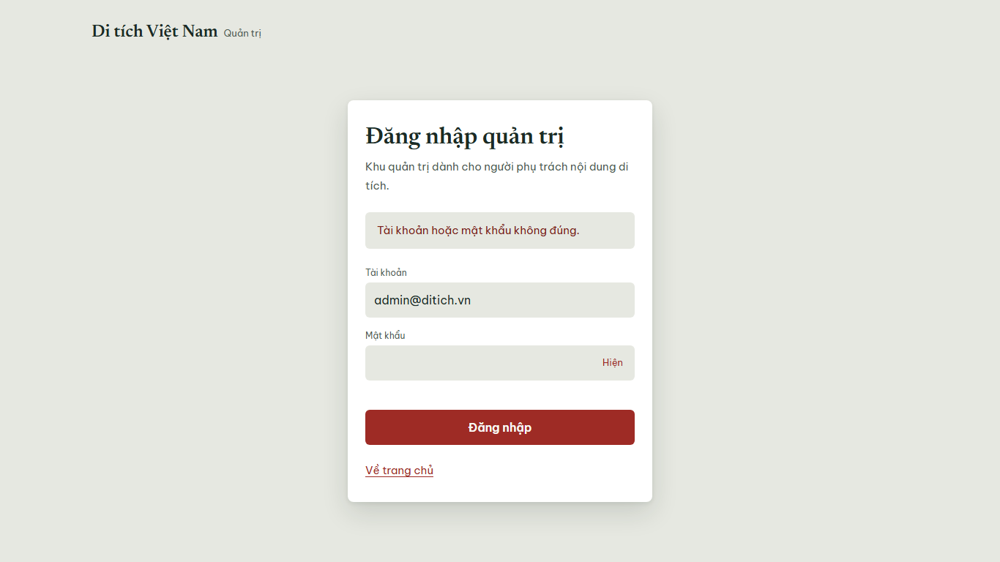 Di tích Việt Nam Quản trị
Đăng nhập quản trị
Khu quản trị dành cho người phụ trách nội dung di
tích.
Tài khoản hoặc mật khẩu không đúng.
Tài khoản
admin@ditich.vn
Mật khẩu
Hiện
Đăng nhập
Về trang chủ